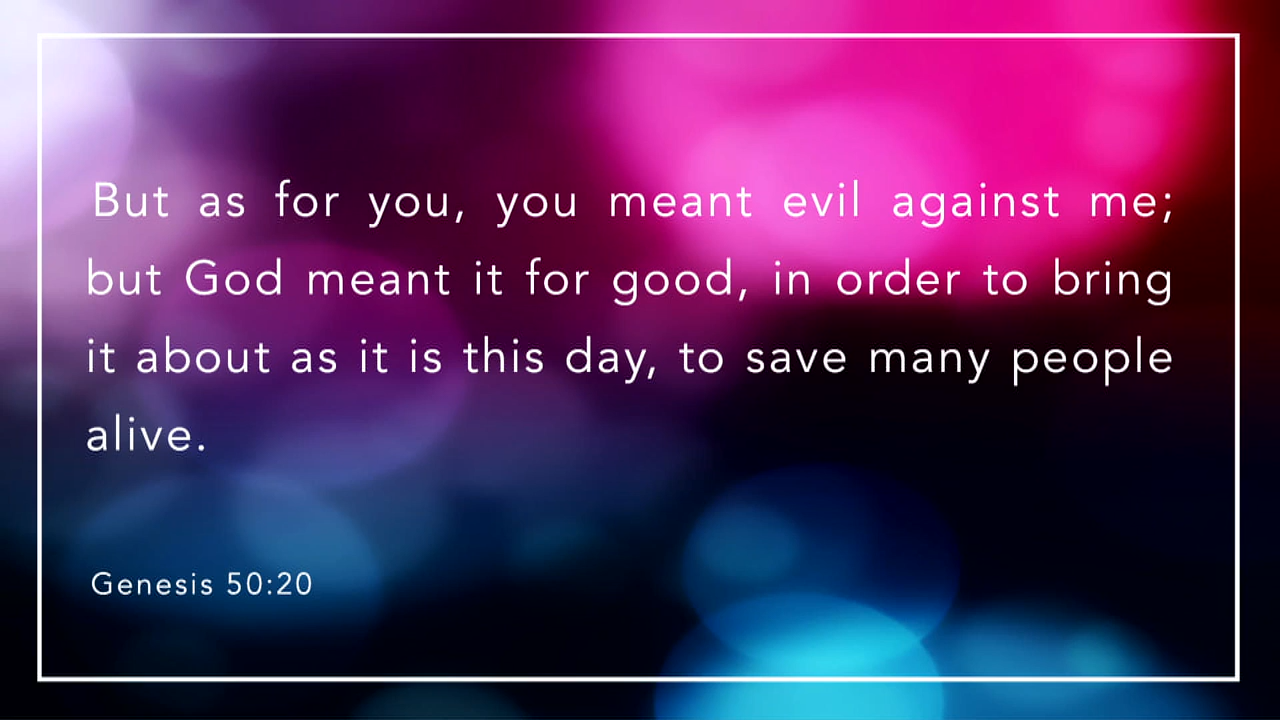 But as for you, you meant evil against me;
but God meant it for good, in order to bring
it about as it is this day, to save many people
alive.
Genesis 50:20